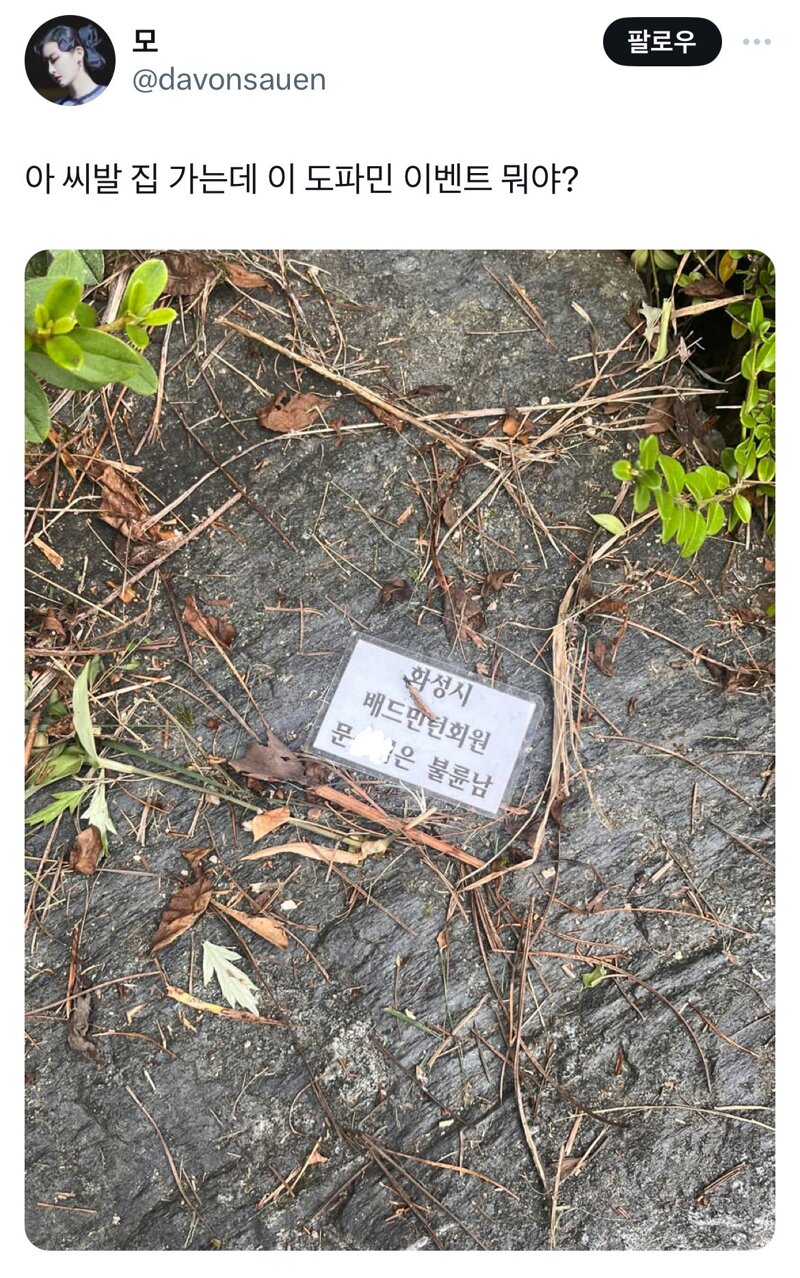 모
@davonsauen
팔로우
아 씨발 집 가는데 이 도파민 이벤트 뭐야?
화성시
배드민턴회원
문 은 불륜남